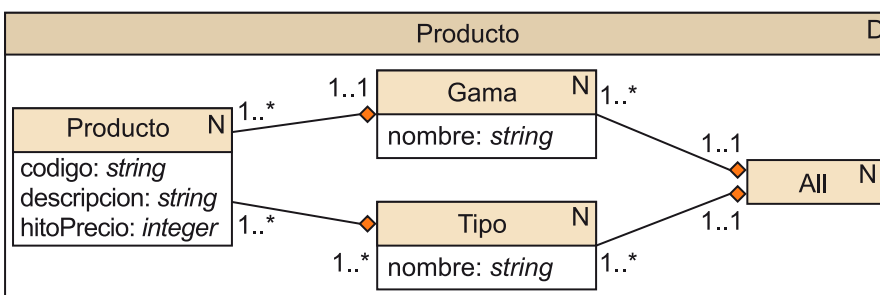 Producto D
Producto N
codigo: string
descripcion: string
hitoPrecio: integer
1..*
1..1
Gama N
nombre: string
1..*
1..1
1..*
1..*
Tipo N
nombre: string
1..*
1..1
All N